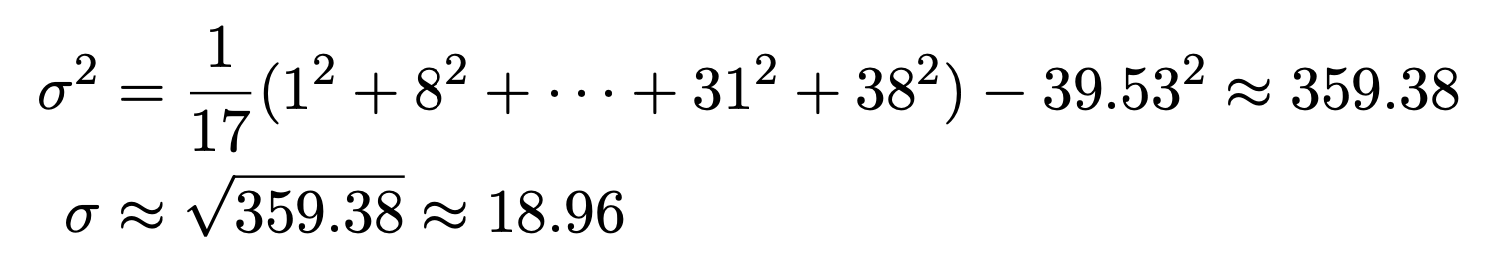 σ² = 1/17(1² + 8² + ⋯ + 31² + 38²) − 39.53² ≈ 359.38
σ ≈ √359.38 ≈ 18.96